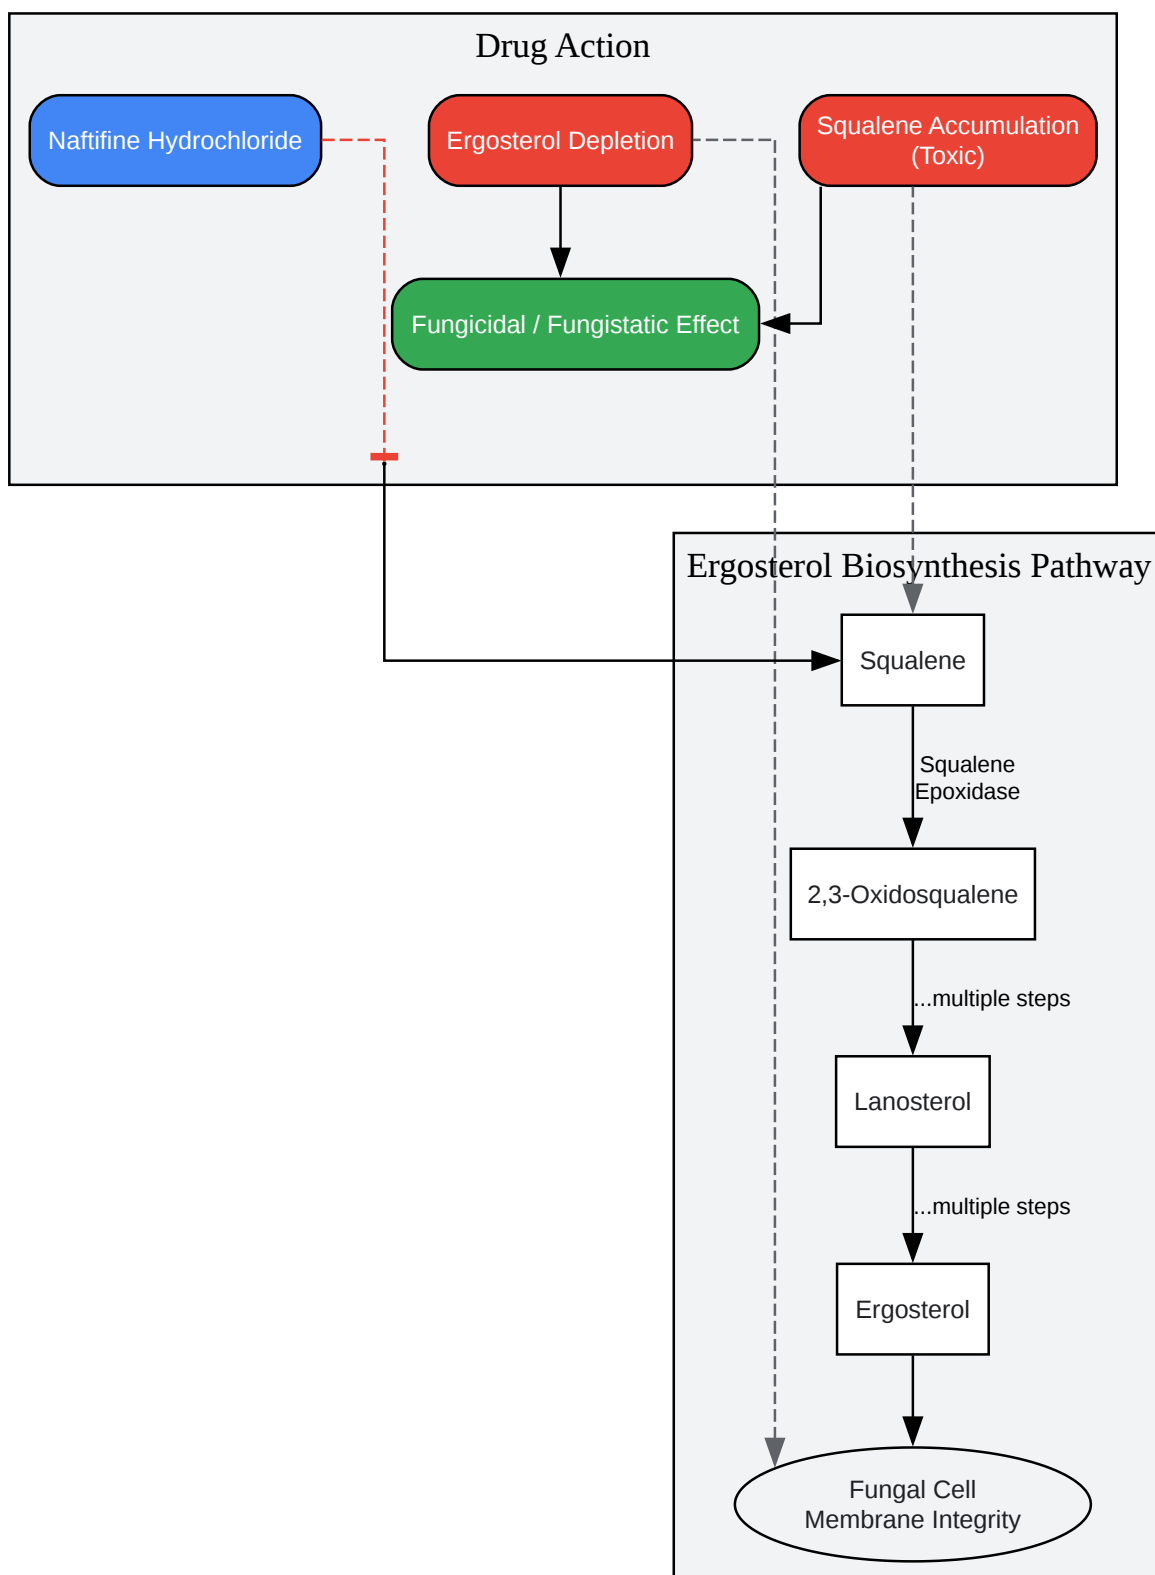 Drug Action
Naftifine Hydrochloride
Ergosterol Depletion
Squalene Accumulation
(Toxic)
Fungicidal / Fungistatic Effect
Ergosterol Biosynthesis Pathway
Squalene
Squalene
Epoxidase
2,3-Oxidosqualene
...multiple steps
Lanosterol
...multiple steps
Ergosterol
Fungal Cell
Membrane Integrity